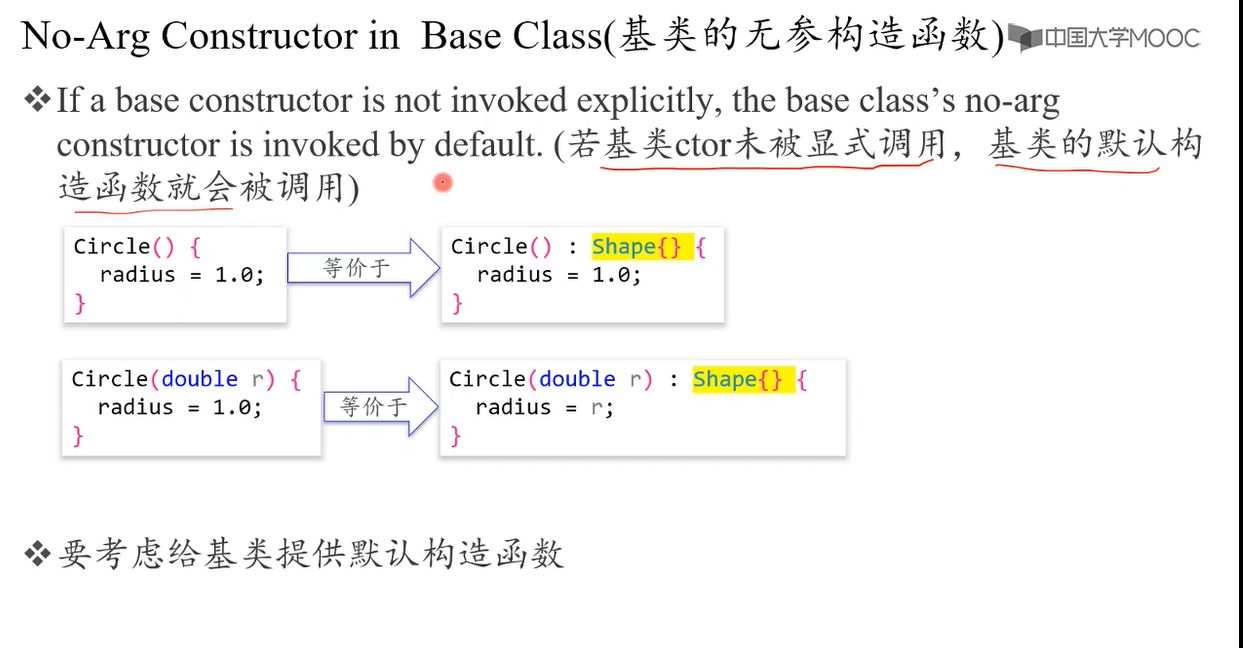 No-Arg Constructor in Base Class(基类的无参构造函数) 中国大学MOOC
❖If a base constructor is not invoked explicitly, the base class’s no-arg
constructor is invoked by default. (若基类ctor未被显式调用，基类的默认构
造函数就会被调用)
Circle() {
radius = 1.0;
}
等价于
Circle() : Shape{} {
radius = 1.0;
}
Circle(double r) {
radius = 1.0;
}
等价于
Circle(double r) : Shape{} {
radius = r;
}
❖要考虑给基类提供默认构造函数